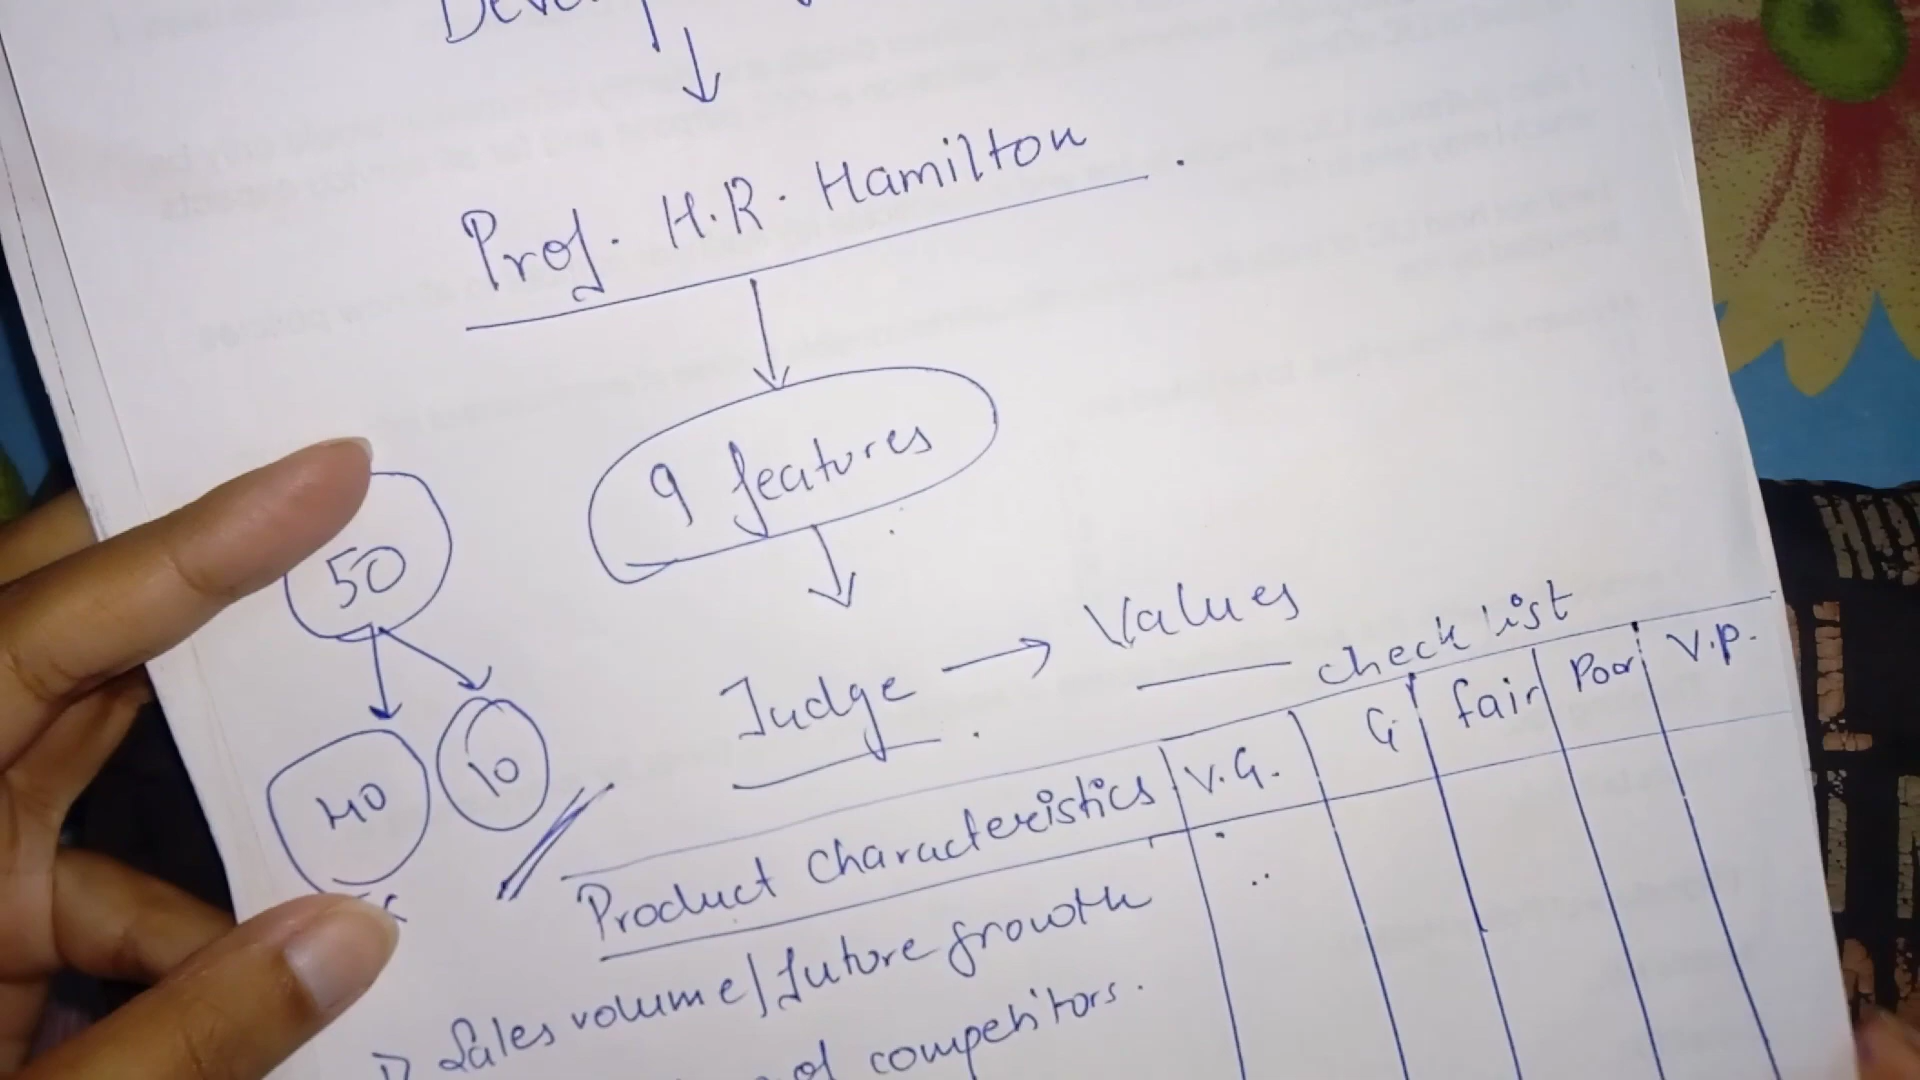 Prof. H.R. Hamilton.
9 features
50
40
10
Judge → Values
check list
Product Characteristics | V.G. | G | fair | Poor | V.P.
1) Sales volume/future growth
of competitors.